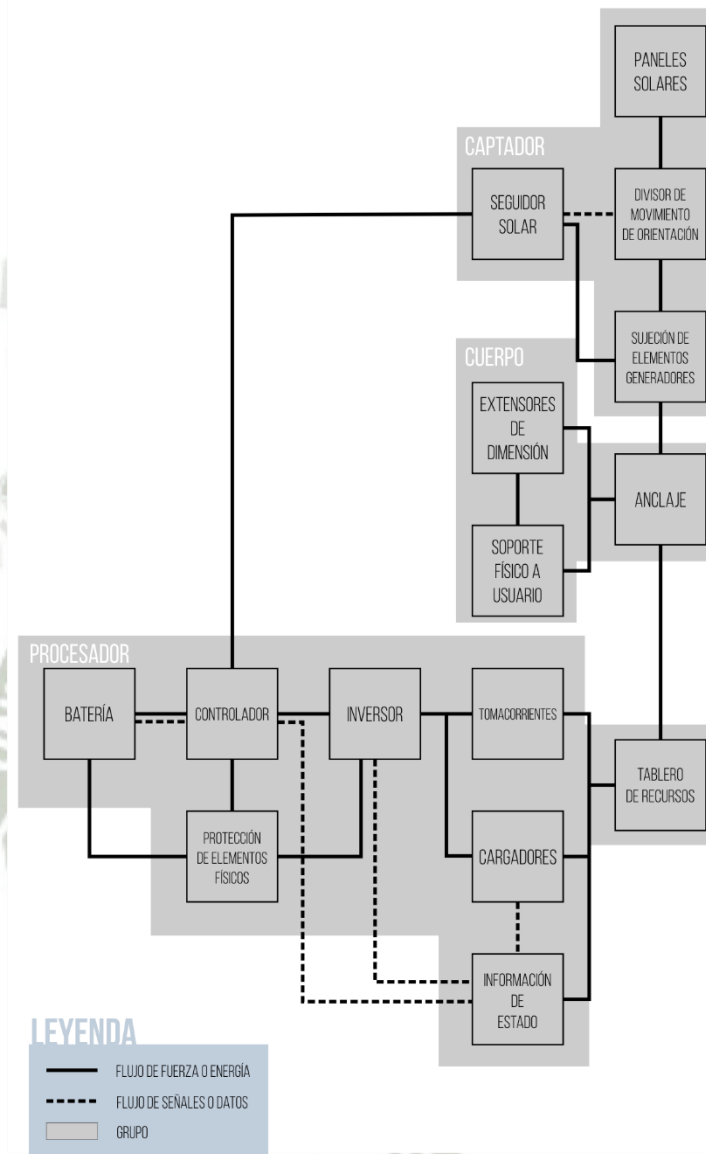 PANELES
SOLARES
CAPTADOR
SEGUIDOR
SOLAR
DIVISOR DE
MOVIMIENTO
DE ORIENTACIÓN
SUJECIÓN DE
ELEMENTOS
GENERADORES
CUERPO
EXTENSORES
DE
DIMENSIÓN
ANCLAJE
SOPORTE
FÍSICO A
USUARIO
PROCESADOR
BATERÍA
CONTROLADOR
INVERSOR
TOMACORRIENTES
TABLERO
DE RECURSOS
PROTECCIÓN
DE ELEMENTOS
FÍSICOS
CARGADORES
INFORMACIÓN
DE
ESTADO
LEYENDA
FLUJO DE FUERZA O ENERGÍA
FLUJO DE SEÑALES O DATOS
GRUPO